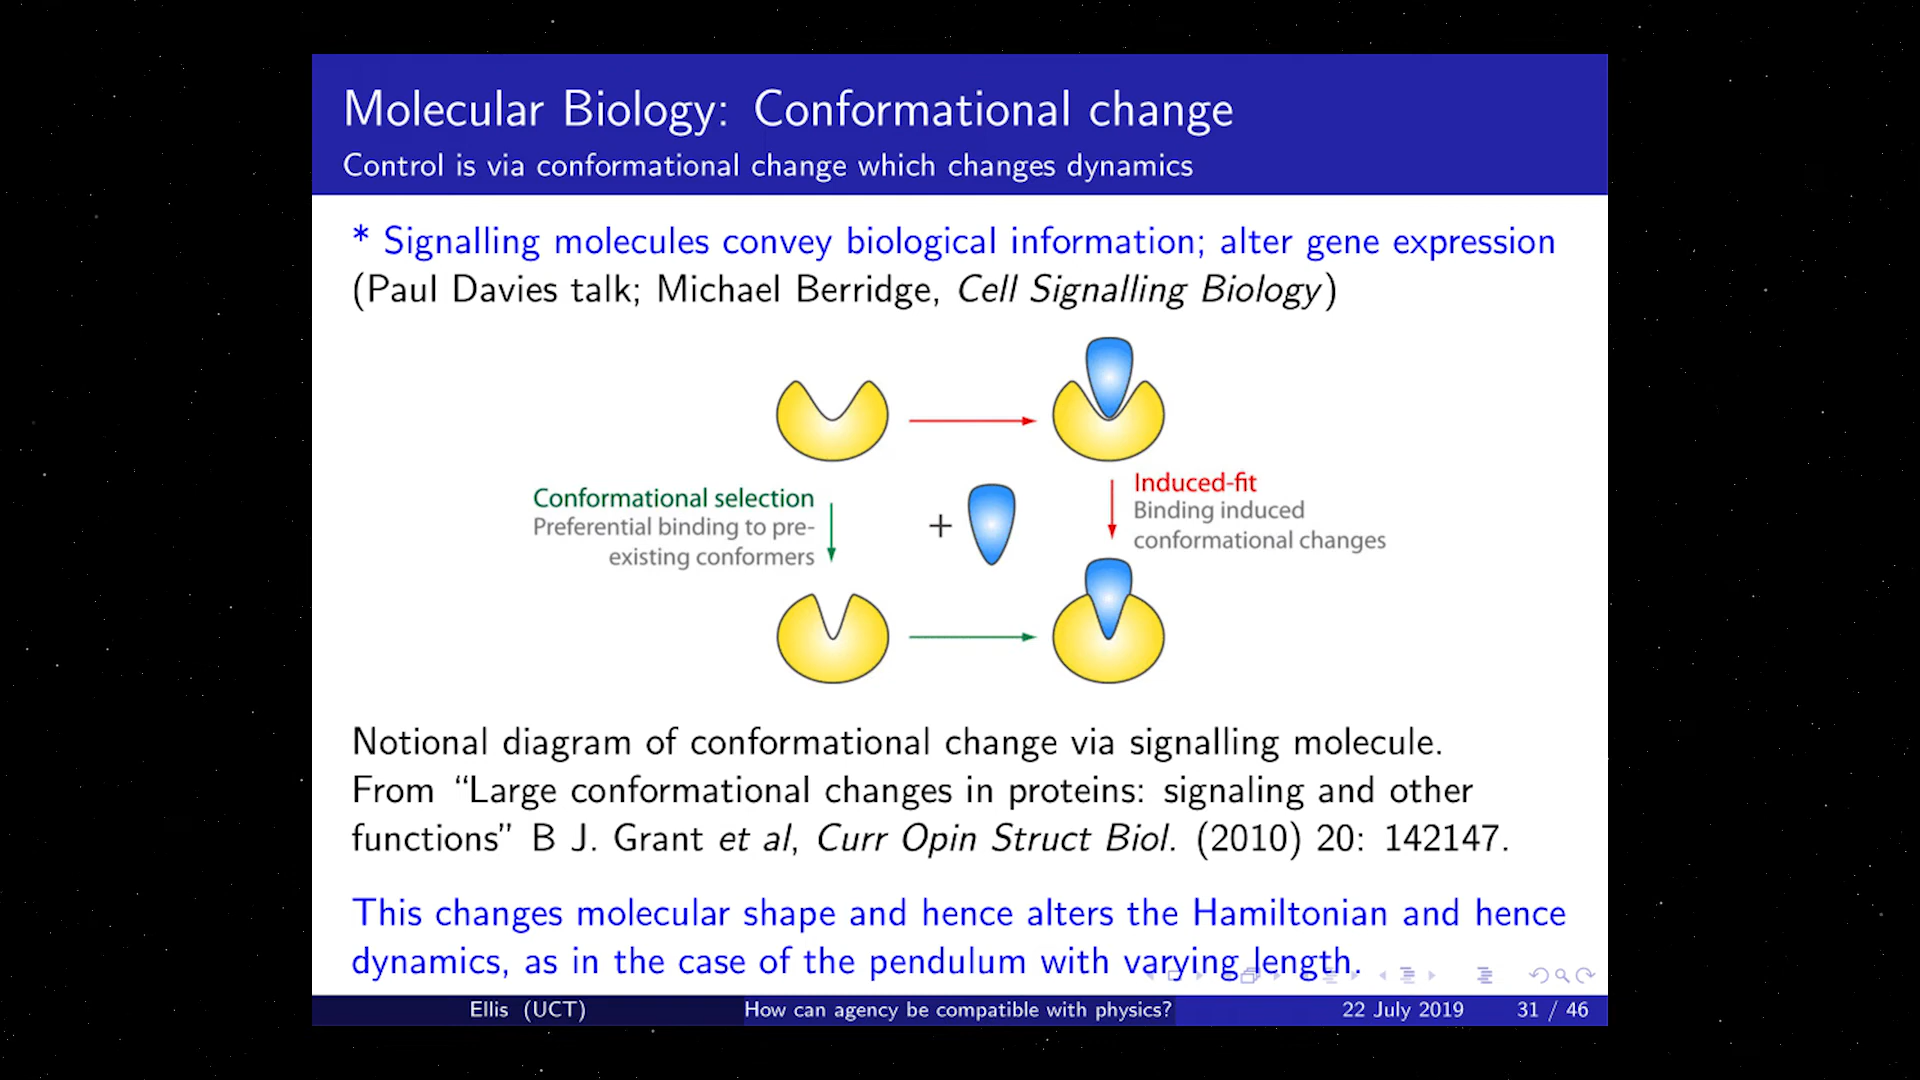 Molecular Biology: Conformational change
Control is via conformational change which changes dynamics
* Signalling molecules convey biological information; alter gene expression
(Paul Davies talk; Michael Berridge, Cell Signalling Biology)
Conformational selection
Preferential binding to pre-
existing conformers
+
Induced-fit
Binding induced
conformational changes
Notional diagram of conformational change via signalling molecule.
From “Large conformational changes in proteins: signaling and other
functions” B J. Grant et al, Curr Opin Struct Biol. (2010) 20: 142147.
This changes molecular shape and hence alters the Hamiltonian and hence
dynamics, as in the case of the pendulum with varying length.
Ellis (UCT) How can agency be compatible with physics? 22 July 2019 31 / 46